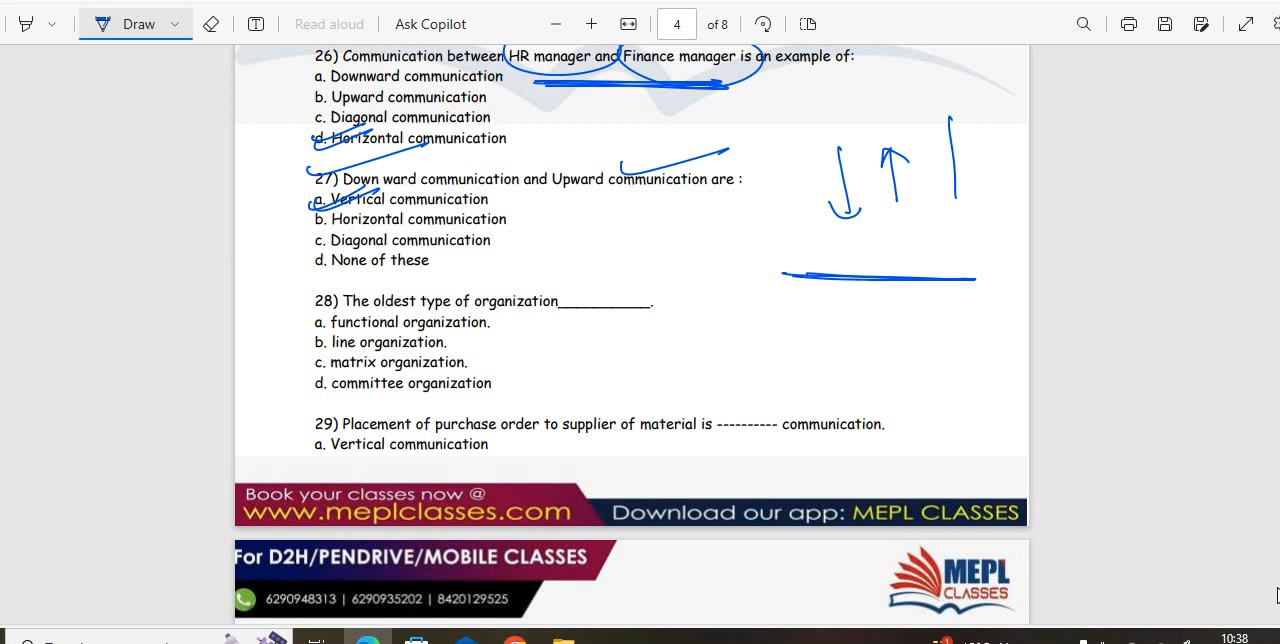 Draw
Read aloud
Ask Copilot
4
of 8
26) Communication between HR manager and Finance manager is an example of:
a. Downward communication
b. Upward communication
c. Diagonal communication
d. Horizontal communication
27) Down ward communication and Upward communication are :
a. Vertical communication
b. Horizontal communication
c. Diagonal communication
d. None of these
28) The oldest type of organization__________.
a. functional organization.
b. line organization.
c. matrix organization.
d. committee organization
29) Placement of purchase order to supplier of material is ---------- communication.
a. Vertical communication
Book your classes now @
www.meplclasses.com
Download our app: MEPL CLASSES
For D2H/PENDRIVE/MOBILE CLASSES
6290948313 | 6290935202 | 8420129525
MEPL
CLASSES
10:38